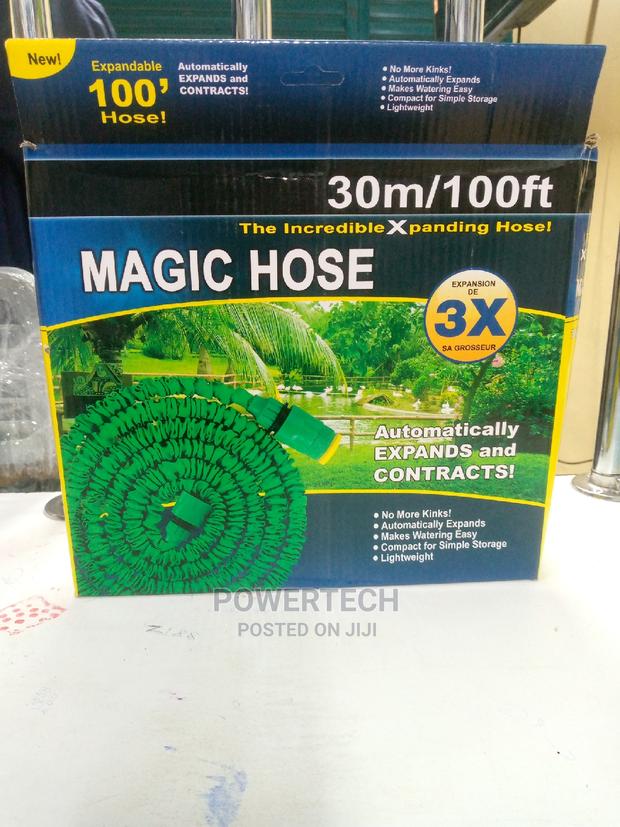 New!
Expandable
100'
Hose!
Automatically
EXPANDS and
CONTRACTS!
• No More Kinks!
• Automatically Expands
• Makes Watering Easy
• Compact for Simple Storage
• Lightweight
30m/100ft
The Incredible Xpanding Hose!
MAGIC HOSE
EXPANSION
DE
3X
SA GROSSEUR
Automatically
EXPANDS and
CONTRACTS!
• No More Kinks!
• Automatically Expands
• Makes Watering Easy
• Compact for Simple Storage
• Lightweight
POWERTECH
POSTED ON JIJI